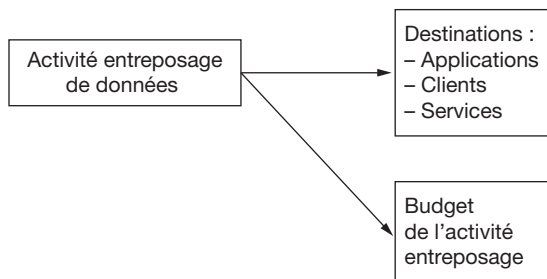 Activité entreposage
de données
Destinations :
– Applications
– Clients
– Services
Budget
de l'activité
entreposage